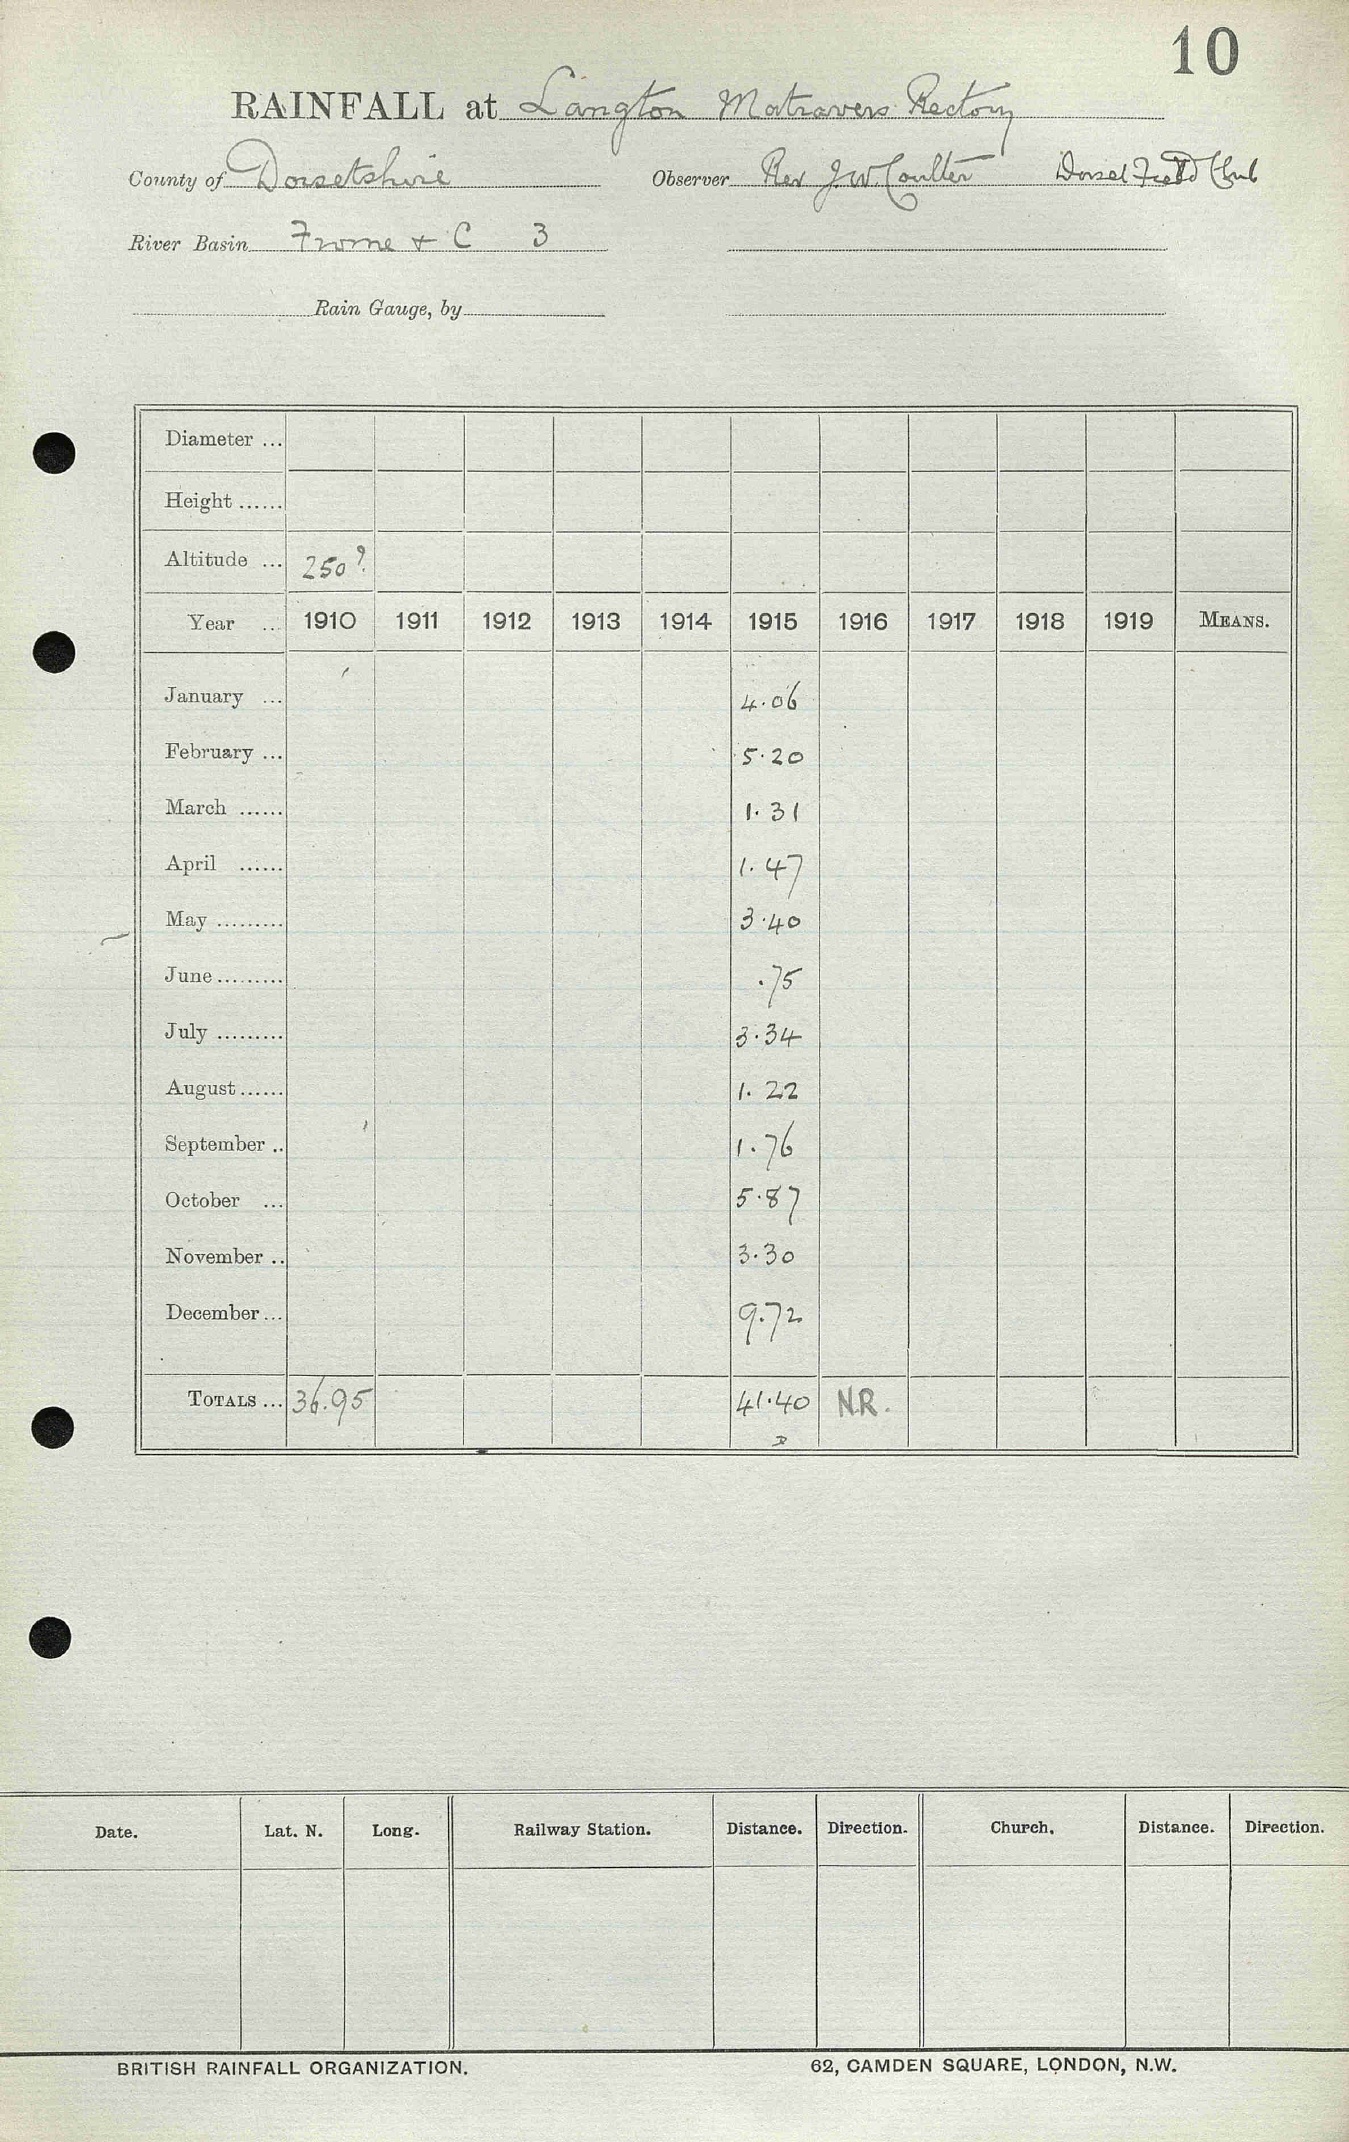 10
RAINFALL at Langton Matravers Rectory
County of Dorsetshire Observer Rev J.W. Coulter Dorset Field Club
River Basin Frome & C 3
Rain Gauge, by
Diameter ...
Height ......
Altitude ... 250?
Year ... 1910 1911 1912 1913 1914 1915 1916 1917 1918 1919 MEANS.
January ... 4.06
February ... 5.20
March ...... 1.31
April ...... 1.47
May ......... 3.40
June ......... .75
July ......... 3.34
August ...... 1.22
September .. 1.76
October ... 5.87
November .. 3.30
December ... 9.72
TOTALS ... 36.95 41.40 N.R.
Date. Lat. N. Long. Railway Station. Distance. Direction. Church. Distance. Direction.
BRITISH RAINFALL ORGANIZATION. 62, CAMDEN SQUARE, LONDON, N.W.